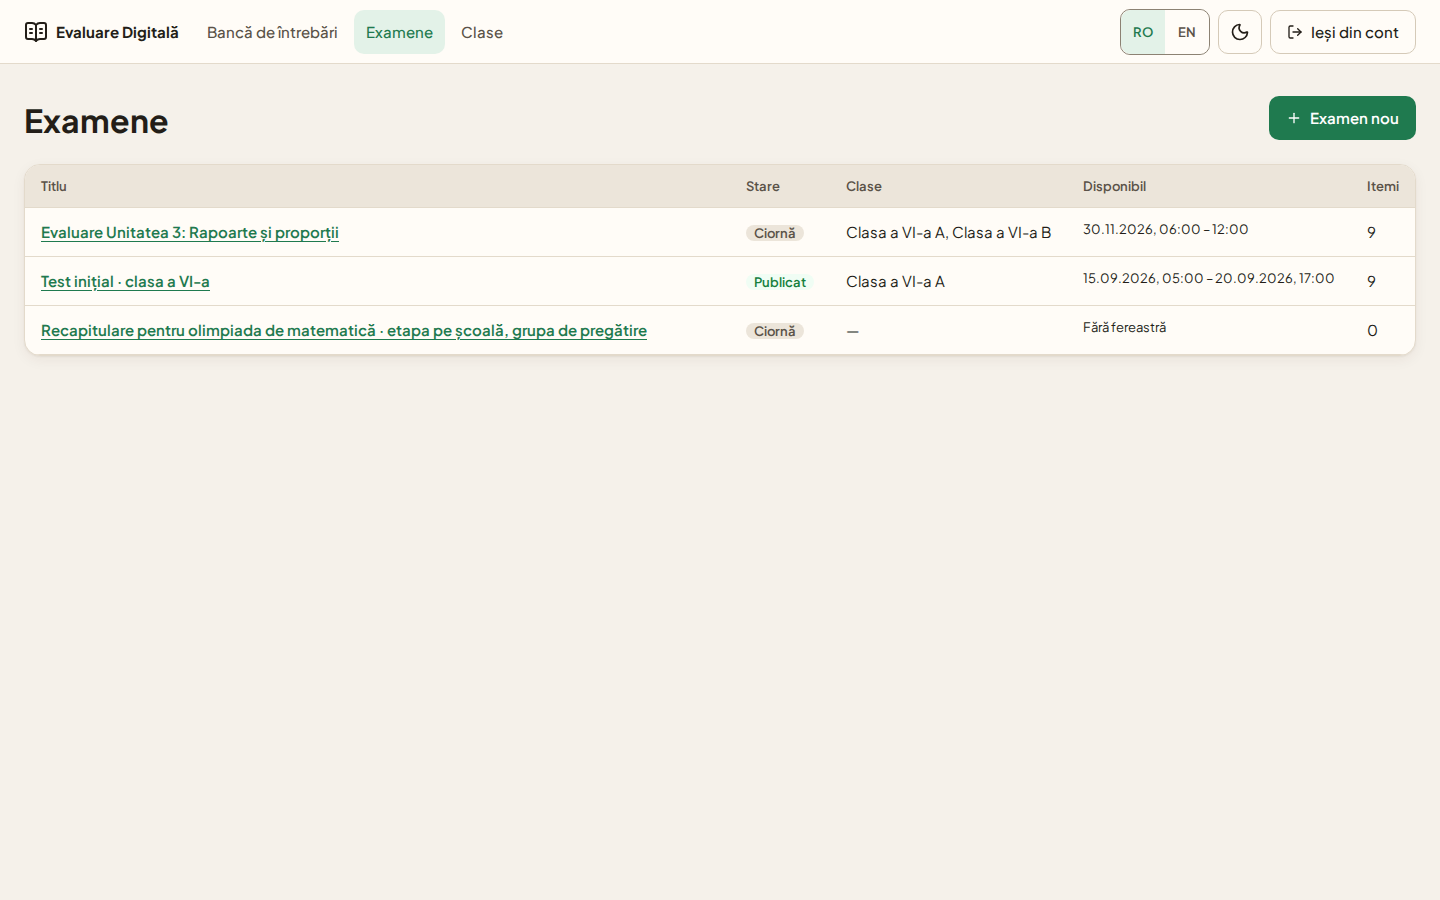 Evaluare Digitală Bancă de întrebări Examene Clase RO EN Ieși din cont
Examene
+ Examen nou
Titlu Stare Clase Disponibil Itemi
Evaluare Unitatea 3: Rapoarte și proporții Ciornă Clasa a VI-a A, Clasa a VI-a B 30.11.2026, 06:00 – 12:00 9
Test inițial · clasa a VI-a Publicat Clasa a VI-a A 15.09.2026, 05:00 – 20.09.2026, 17:00 9
Recapitulare pentru olimpiada de matematică · etapa pe școală, grupa de pregătire Ciornă — Fără fereastră 0